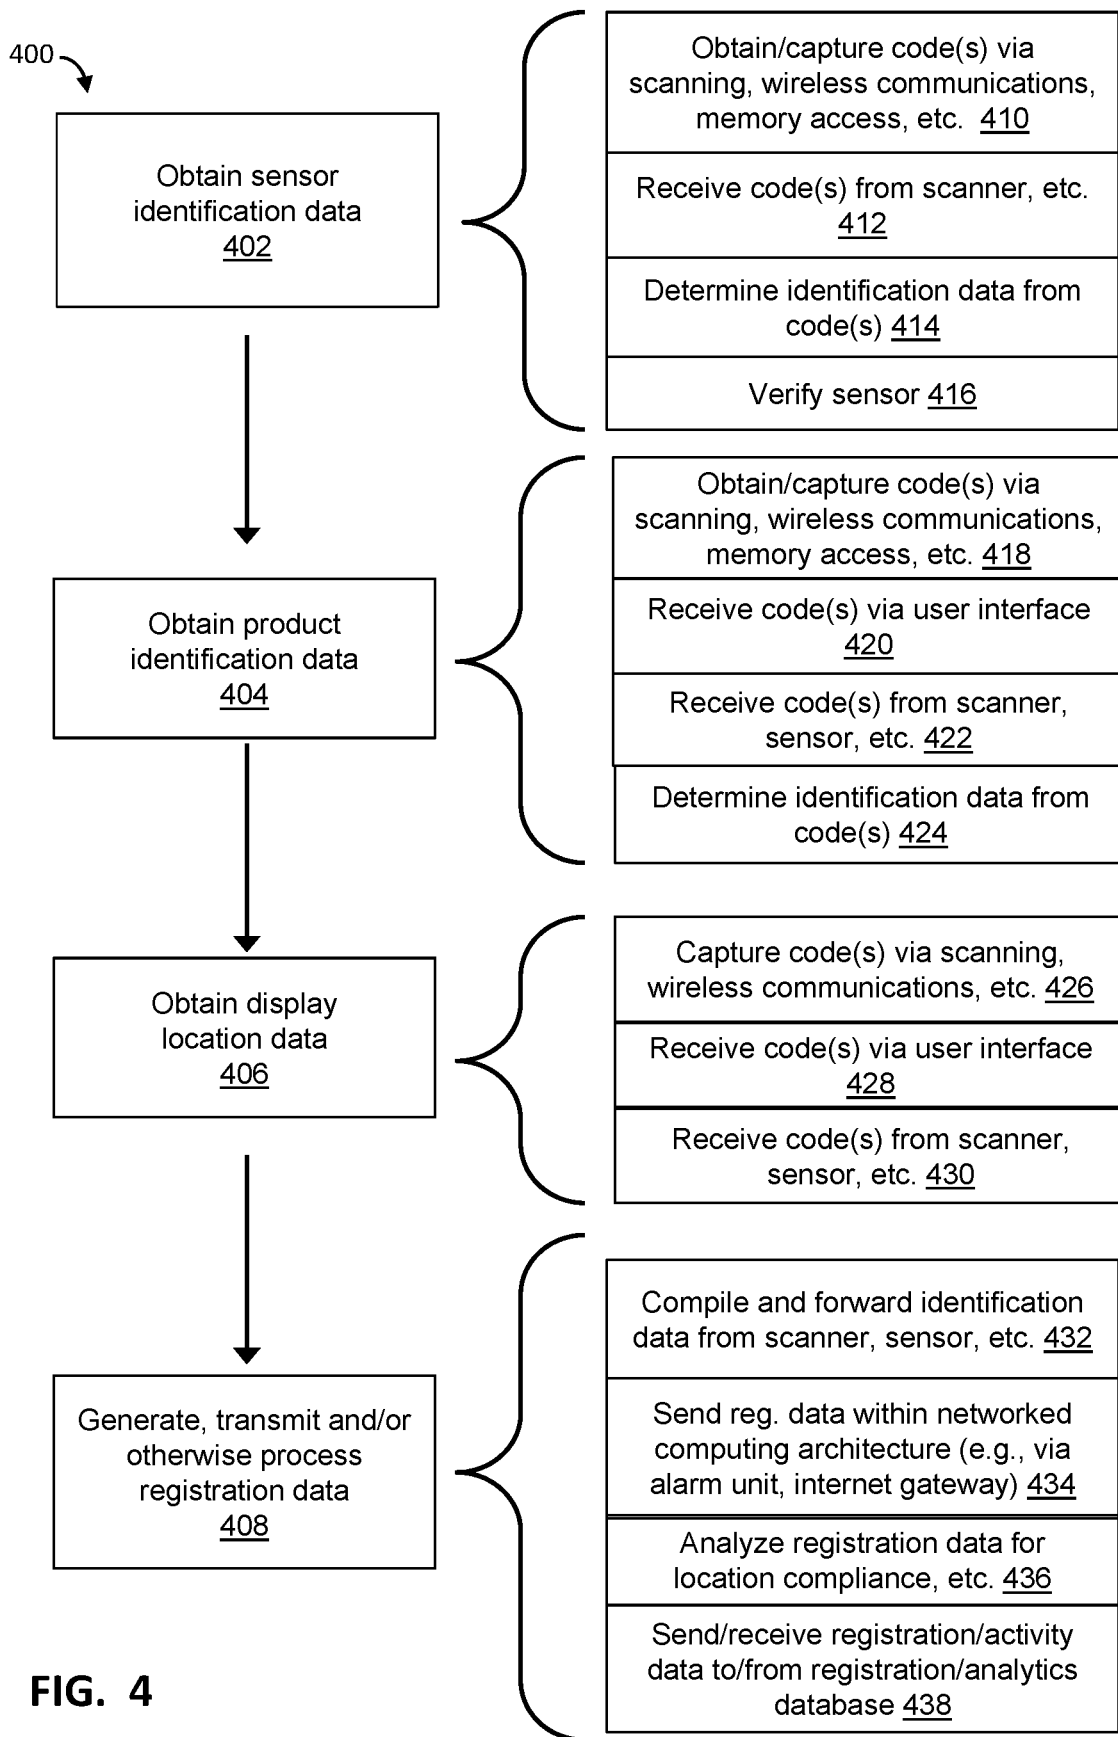 400
Obtain sensor
identification data
402
Obtain/capture code(s) via
scanning, wireless communications,
memory access, etc. 410
Receive code(s) from scanner, etc.
412
Determine identification data from
code(s) 414
Verify sensor 416
Obtain product
identification data
404
Obtain/capture code(s) via
scanning, wireless communications,
memory access, etc. 418
Receive code(s) via user interface
420
Receive code(s) from scanner,
sensor, etc. 422
Determine identification data from
code(s) 424
Obtain display
location data
406
Capture code(s) via scanning,
wireless communications, etc. 426
Receive code(s) via user interface
428
Receive code(s) from scanner,
sensor, etc. 430
Generate, transmit and/or
otherwise process
registration data
408
Compile and forward identification
data from scanner, sensor, etc. 432
Send reg. data within networked
computing architecture (e.g., via
alarm unit, internet gateway) 434
Analyze registration data for
location compliance, etc. 436
Send/receive registration/activity
data to/from registration/analytics
database 438
FIG. 4